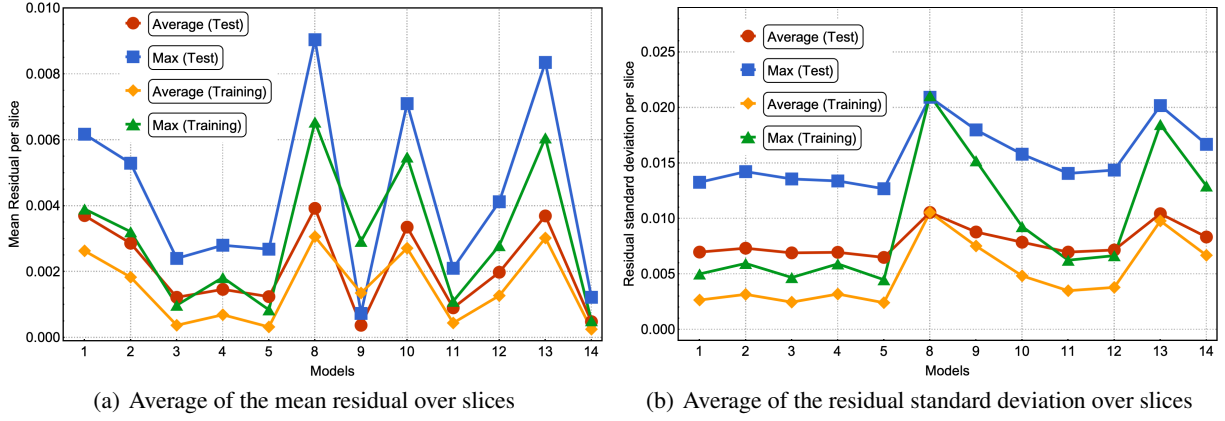 0.010
0.008
0.006
0.004
0.002
0.000
Mean Residual per slice
Average (Test)
Max (Test)
Average (Training)
Max (Training)
1 2 3 4 5 8 9 10 11 12 13 14
Models
(a) Average of the mean residual over slices
0.025
0.020
0.015
0.010
0.005
0.000
Residual standard deviation per slice
Average (Test)
Max (Test)
Average (Training)
Max (Training)
1 2 3 4 5 8 9 10 11 12 13 14
Models
(b) Average of the residual standard deviation over slices